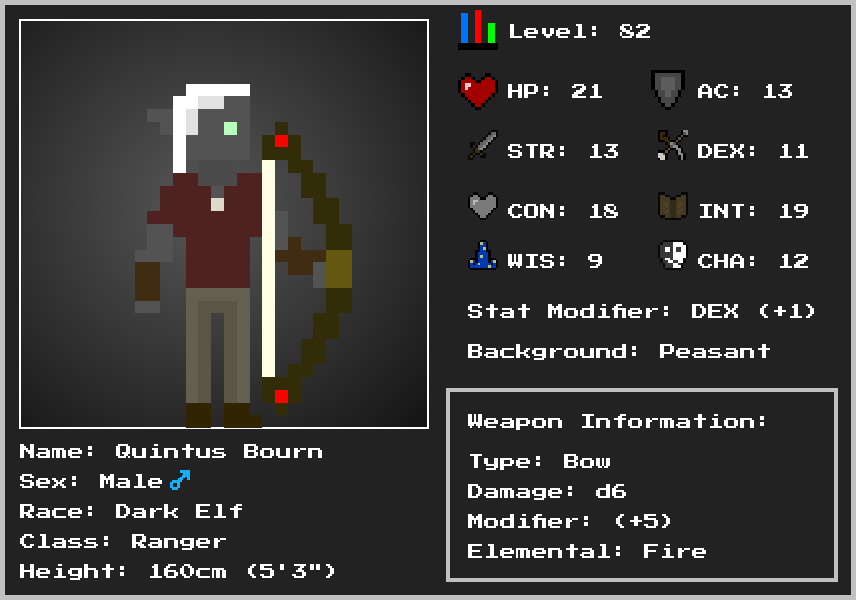 Level: 82
HP: 21
AC: 13
STR: 13
DEX: 11
CON: 18
INT: 19
WIS: 9
CHA: 12
Stat Modifier: DEX (+1)
Background: Peasant
Weapon Information:
Type: Bow
Damage: d6
Modifier: (+5)
Elemental: Fire
Name: Quintus Bourn
Sex: Male ♂
Race: Dark Elf
Class: Ranger
Height: 160cm (5'3")